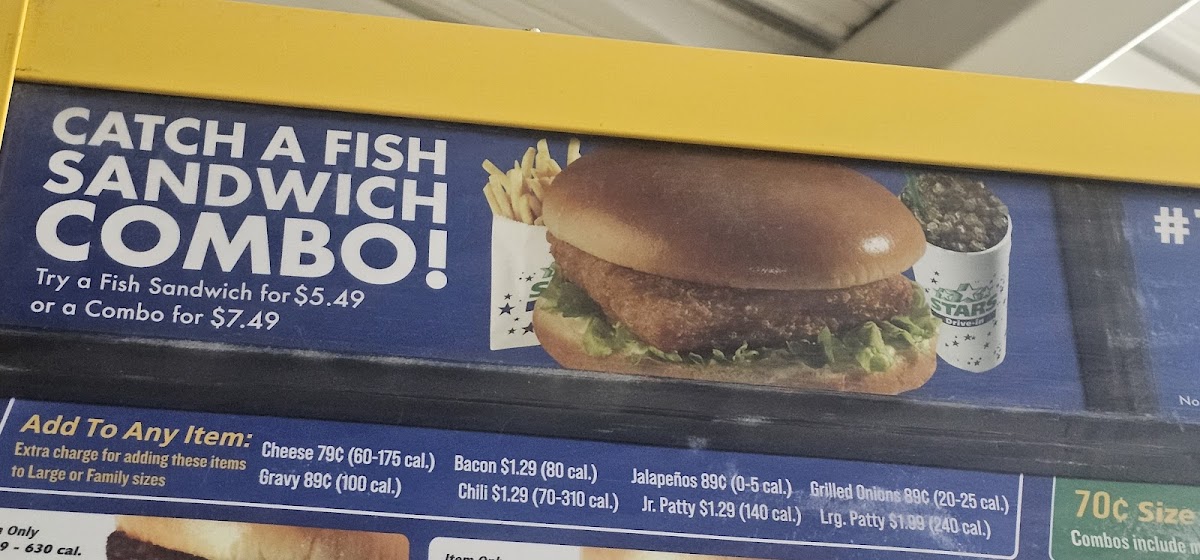 CATCH A FISH
SANDWICH
COMBO!
Try a Fish Sandwich for $5.49
or a Combo for $7.49
STARS
Drive-in
#
No
Add To Any Item:
Extra charge for adding these items
to Large or Family sizes
Cheese 79¢ (60-175 cal.)
Gravy 89¢ (100 cal.)
Bacon $1.29 (80 cal.)
Chili $1.29 (70-310 cal.)
Jalapeños 89¢ (0-5 cal.)
Jr. Patty $1.29 (140 cal.)
Grilled Onions 89¢ (20-25 cal.)
Lrg. Patty $1.99 (240 cal.)
70¢ Size
Combos include
Only
9 - 630 cal.
Item Only